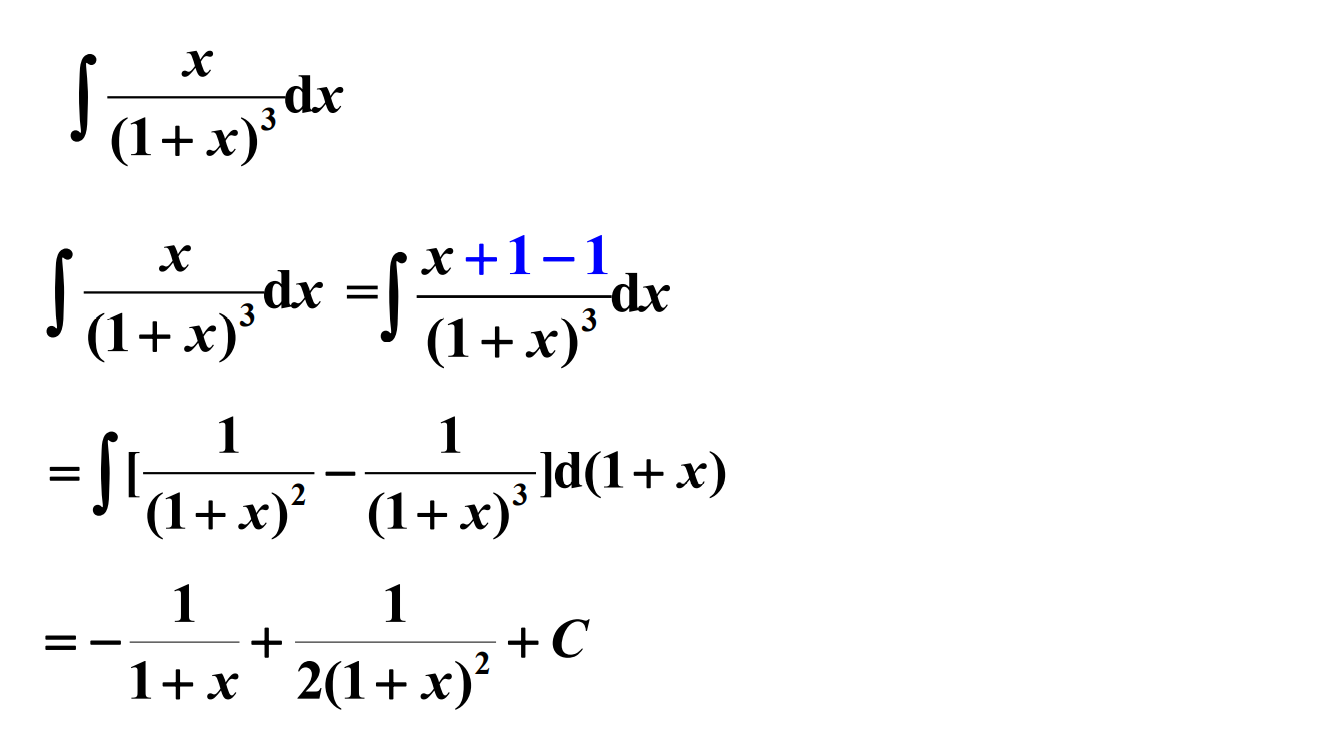 ∫ x/(1+x)³ dx
∫ x/(1+x)³ dx = ∫ (x+1−1)/(1+x)³ dx
= ∫ [1/(1+x)² − 1/(1+x)³]d(1+x)
= − 1/(1+x) + 1/(2(1+x)²) + C